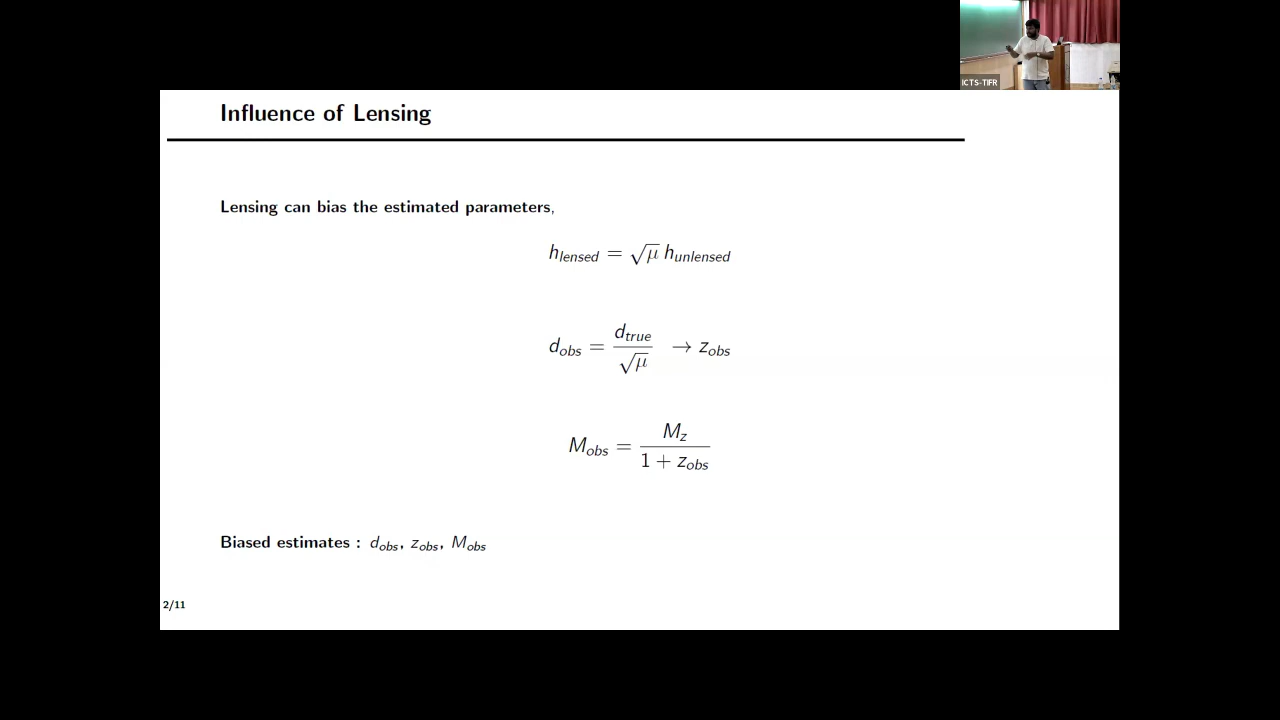 ICTS-TIFR
Influence of Lensing
Lensing can bias the estimated parameters,
h_lensed = √μ h_unlensed
d_obs = d_true / √μ → z_obs
M_obs = M_z / (1 + z_obs)
Biased estimates : d_obs, z_obs, M_obs
2/11